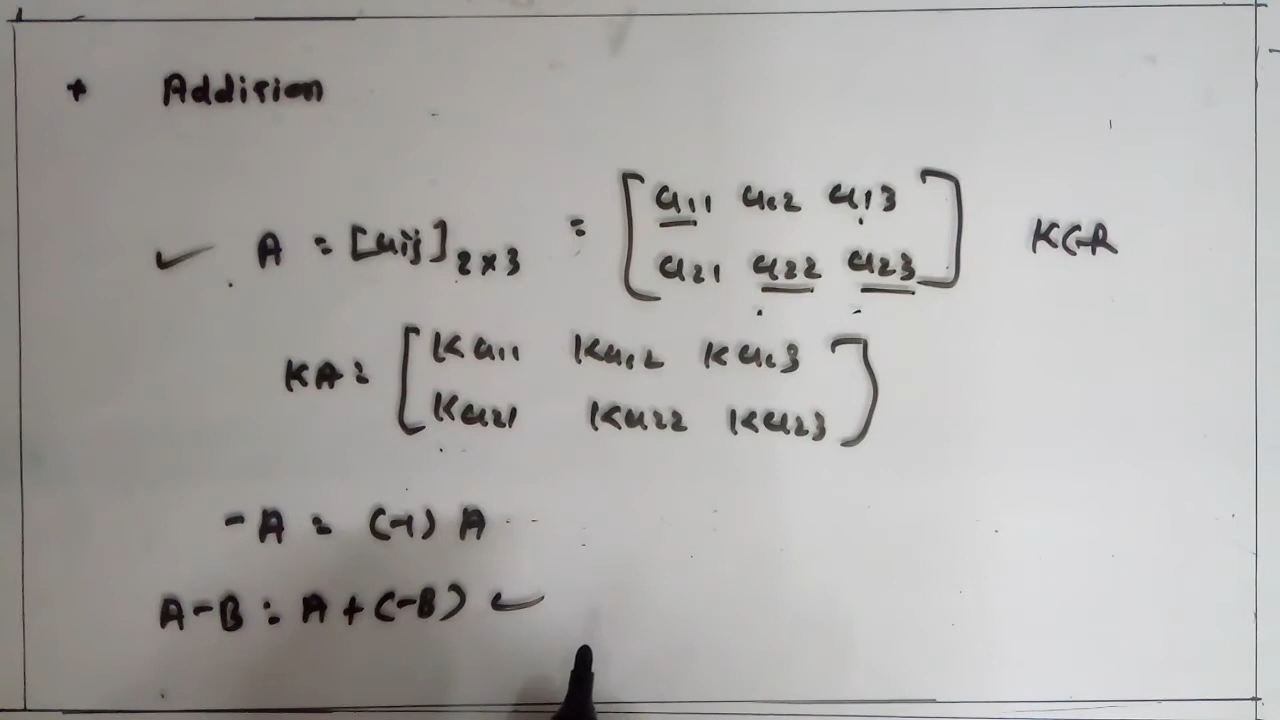 + Addition
A = [aij]2×3 = [a11 a12 a13
a21 a22 a23] K∈R
KA = [Ka11 Ka12 Ka13
Ka21 Ka22 Ka23]
-A = (-1) A
A-B = A+(-B)